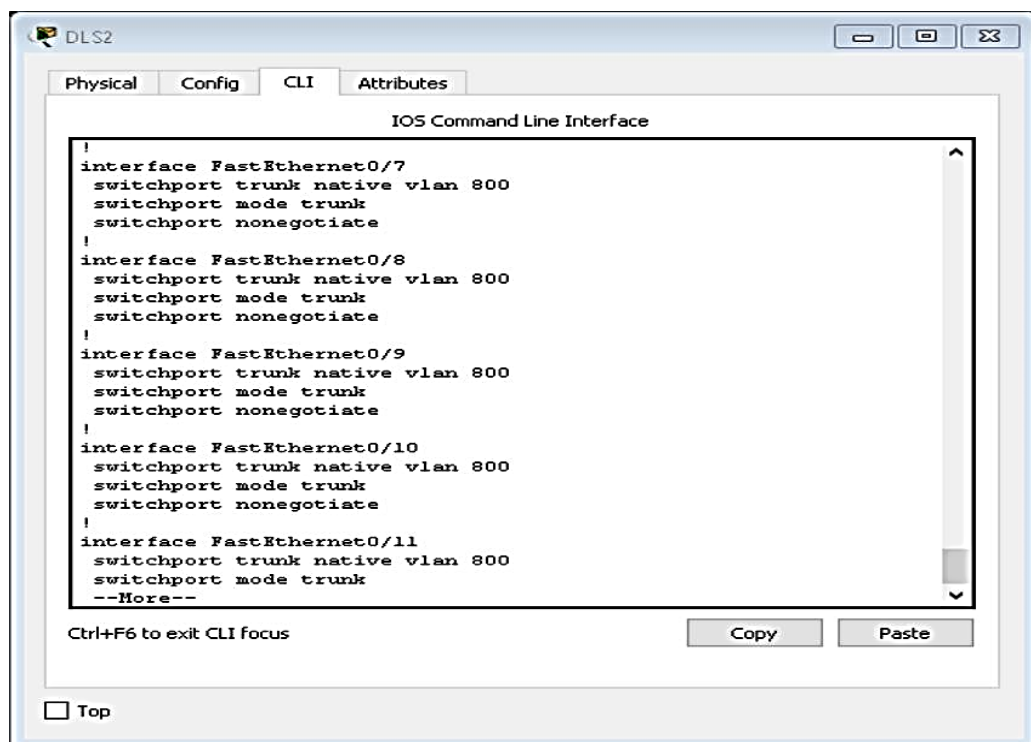 DLS2
Physical Config CLI Attributes
IOS Command Line Interface
!
interface FastEthernet0/7
switchport trunk native vlan 800
switchport mode trunk
switchport nonegotiate
!
interface FastEthernet0/8
switchport trunk native vlan 800
switchport mode trunk
switchport nonegotiate
!
interface FastEthernet0/9
switchport trunk native vlan 800
switchport mode trunk
switchport nonegotiate
!
interface FastEthernet0/10
switchport trunk native vlan 800
switchport mode trunk
switchport nonegotiate
!
interface FastEthernet0/11
switchport trunk native vlan 800
switchport mode trunk
--More--
Ctrl+F6 to exit CLI focus
Copy Paste
Top